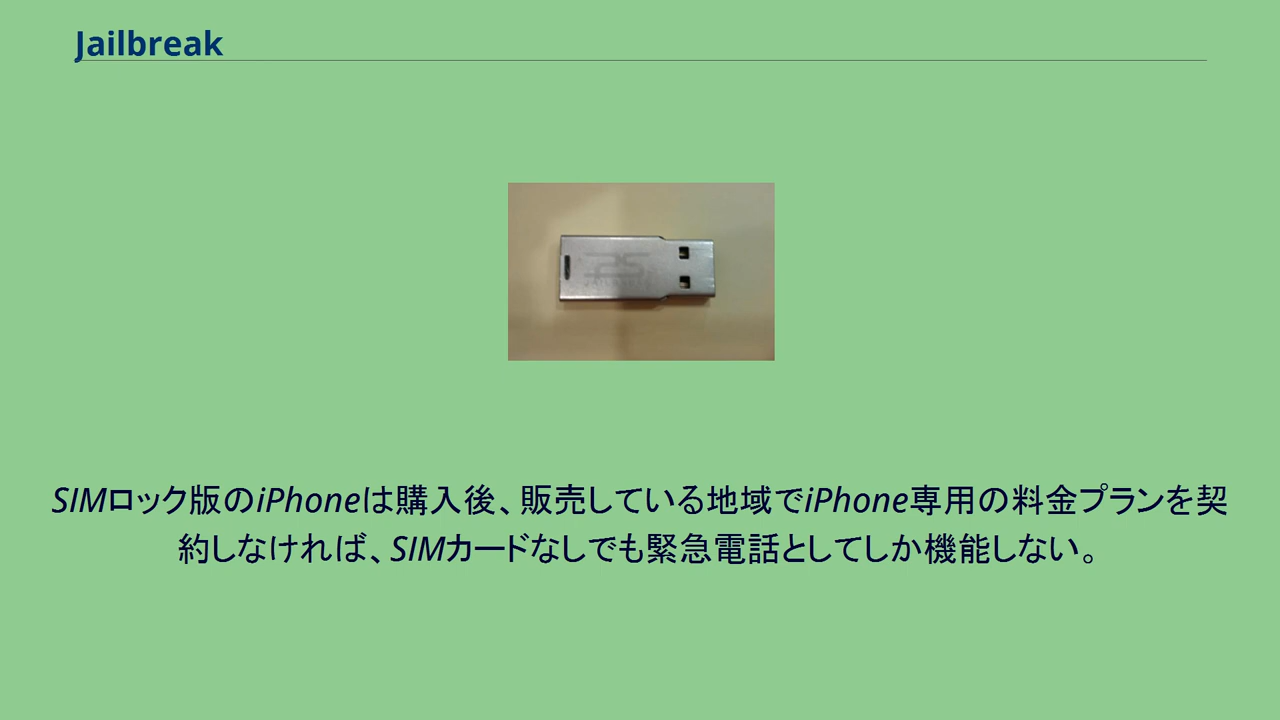 Jailbreak
SIMロック版のiPhoneは購入後、販売している地域でiPhone専用の料金プランを契
約しなければ、SIMカードなしでも緊急電話としてしか機能しない。